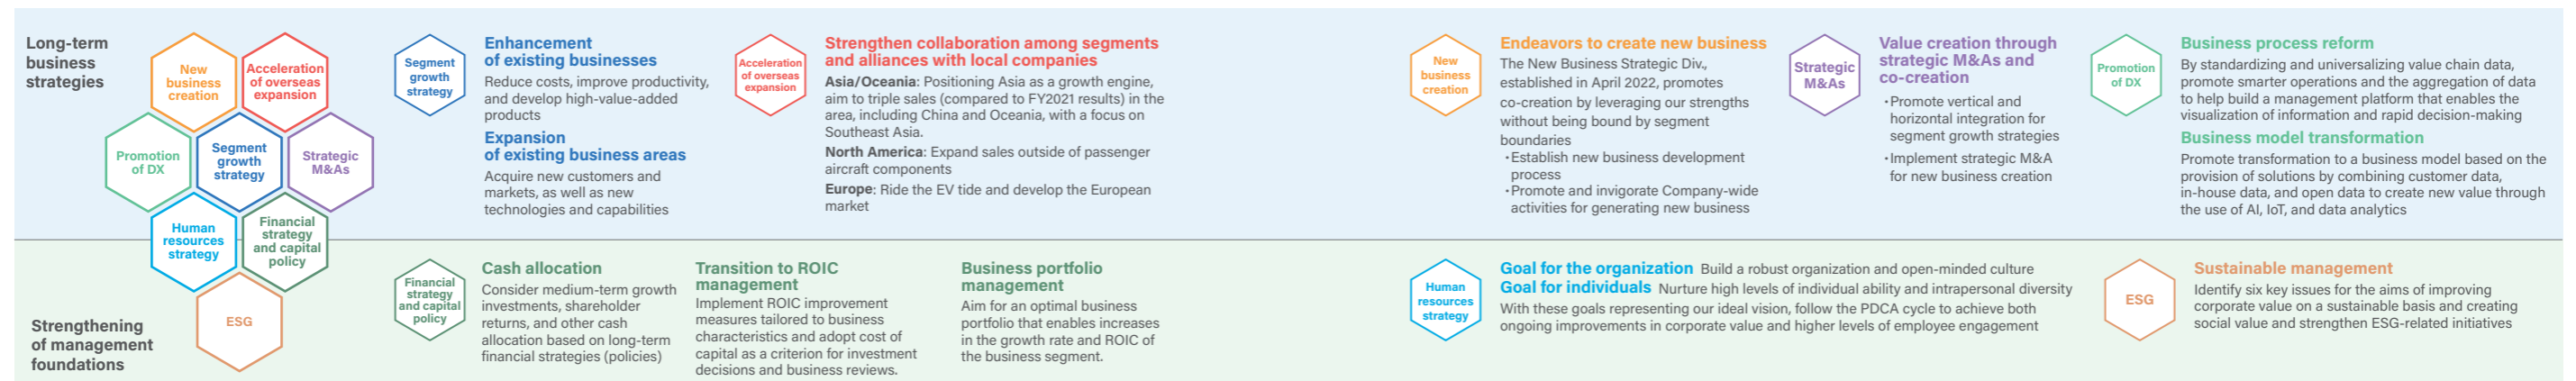 Long-term
business
strategies
New
business
creation
Acceleration
of overseas
expansion
Promotion
of DX
Segment
growth
strategy
Strategic
M&As
Human
resources
strategy
Financial
strategy
and capital
policy
ESG
Segment
growth
strategy
Enhancement
of existing businesses
Reduce costs, improve productivity,
and develop high-value-added
products
Expansion
of existing business areas
Acquire new customers and
markets, as well as new
technologies and capabilities
Acceleration
of overseas
expansion
Strengthen collaboration among segments
and alliances with local companies
Asia/Oceania: Positioning Asia as a growth engine,
aim to triple sales (compared to FY2021 results) in the
area, including China and Oceania, with a focus on
Southeast Asia.
North America: Expand sales outside of passenger
aircraft components
Europe: Ride the EV tide and develop the European
market
New
business
creation
Endeavors to create new business
The New Business Strategic Div.,
established in April 2022, promotes
co-creation by leveraging our strengths
without being bound by segment
boundaries
・Establish new business development
process
・Promote and invigorate Company-wide
activities for generating new business
Strategic
M&As
Value creation through
strategic M&As and
co-creation
・Promote vertical and
horizontal integration for
segment growth strategies
・Implement strategic M&A
for new business creation
Promotion
of DX
Business process reform
By standardizing and universalizing value chain data,
promote smarter operations and the aggregation of data
to help build a management platform that enables the
visualization of information and rapid decision-making
Business model transformation
Promote transformation to a business model based on the
provision of solutions by combining customer data,
in-house data, and open data to create new value through
the use of AI, IoT, and data analytics
Strengthening
of management
foundations
Financial
strategy
and capital
policy
Cash allocation
Consider medium-term growth
investments, shareholder
returns, and other cash
allocation based on long-term
financial strategies (policies)
Transition to ROIC
management
Implement ROIC improvement
measures tailored to business
characteristics and adopt cost of
capital as a criterion for investment
decisions and business reviews.
Business portfolio
management
Aim for an optimal business
portfolio that enables increases
in the growth rate and ROIC of
the business segment.
Human
resources
strategy
Goal for the organization Build a robust organization and open-minded culture
Goal for individuals Nurture high levels of individual ability and intrapersonal diversity
With these goals representing our ideal vision, follow the PDCA cycle to achieve both
ongoing improvements in corporate value and higher levels of employee engagement
ESG
Sustainable management
Identify six key issues for the aims of improving
corporate value on a sustainable basis and creating
social value and strengthen ESG-related initiatives